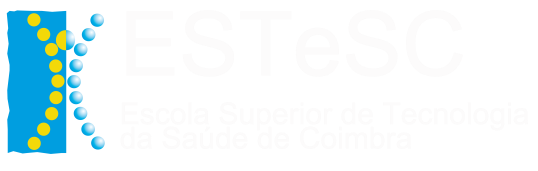 ESTeSC
Escola Superior de Tecnologia
da Saúde de Coimbra